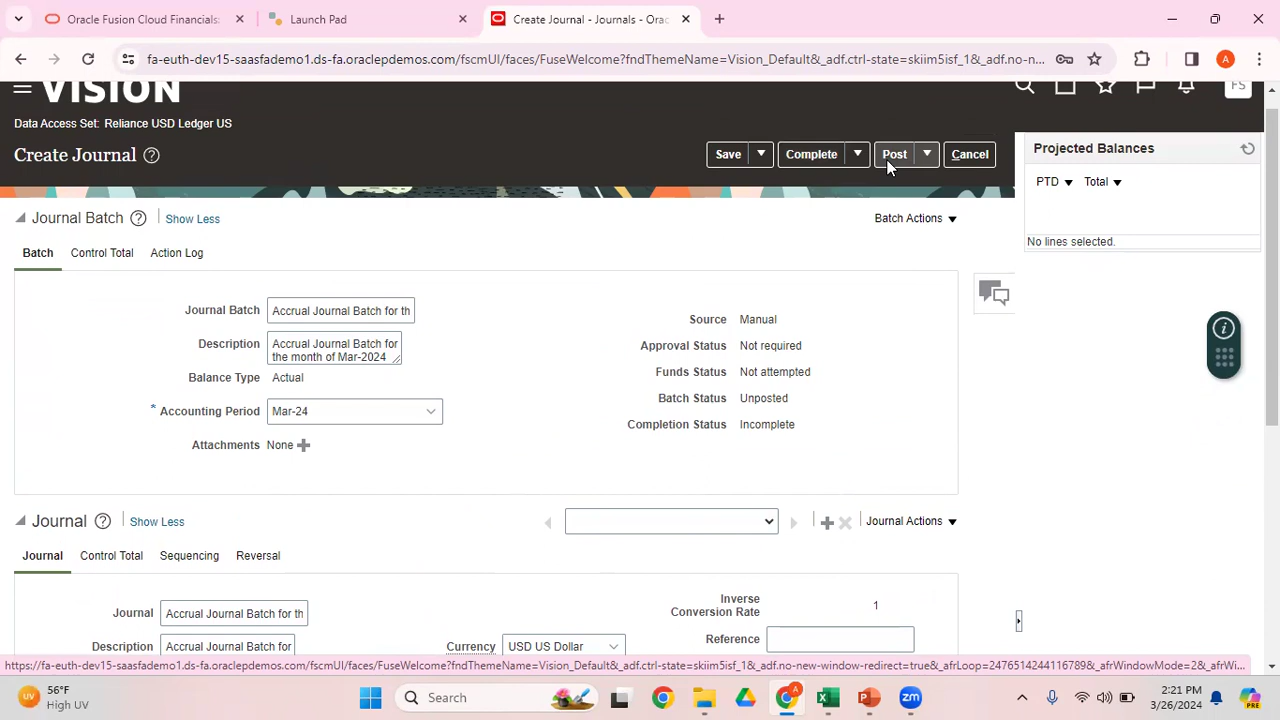 Oracle Fusion Cloud Financials:
Launch Pad
Create Journal - Journals - Orac
fa-euth-dev15-saasfademo1.ds-fa.oraclepdemos.com/fscmUI/faces/FuseWelcome?fndThemeName=Vision_Default&_adf.ctrl-state=skiim5isf_1&_adf.no-n...
A
VISION
FS
Data Access Set: Reliance USD Ledger US
Create Journal
Save
Complete
Post
Cancel
Projected Balances
PTD
Total
No lines selected.
Journal Batch
Show Less
Batch Actions
Batch
Control Total
Action Log
Journal Batch
Accrual Journal Batch for th
Description
Accrual Journal Batch for
the month of Mar-2024
Balance Type
Actual
* Accounting Period
Mar-24
Attachments
None
Source
Manual
Approval Status
Not required
Funds Status
Not attempted
Batch Status
Unposted
Completion Status
Incomplete
Journal
Show Less
Journal Actions
Journal
Control Total
Sequencing
Reversal
Journal
Accrual Journal Batch for th
Description
Accrual Journal Batch for
Currency
USD US Dollar
Inverse
Conversion Rate
1
Reference
https://fa-euth-dev15-saasfademo1.ds-fa.oraclepdemos.com/fscmUI/faces/FuseWelcome?fndThemeName=Vision_Default&_adf.ctrl-state=skiim5isf_1&_adf.no-new-window-redirect=true&_afrLoop=24765142441167898&_afrWindowMode=2&_afrWi...
UV
56°F
High UV
Search
A
zm
2:21 PM
3/26/2024
PRE